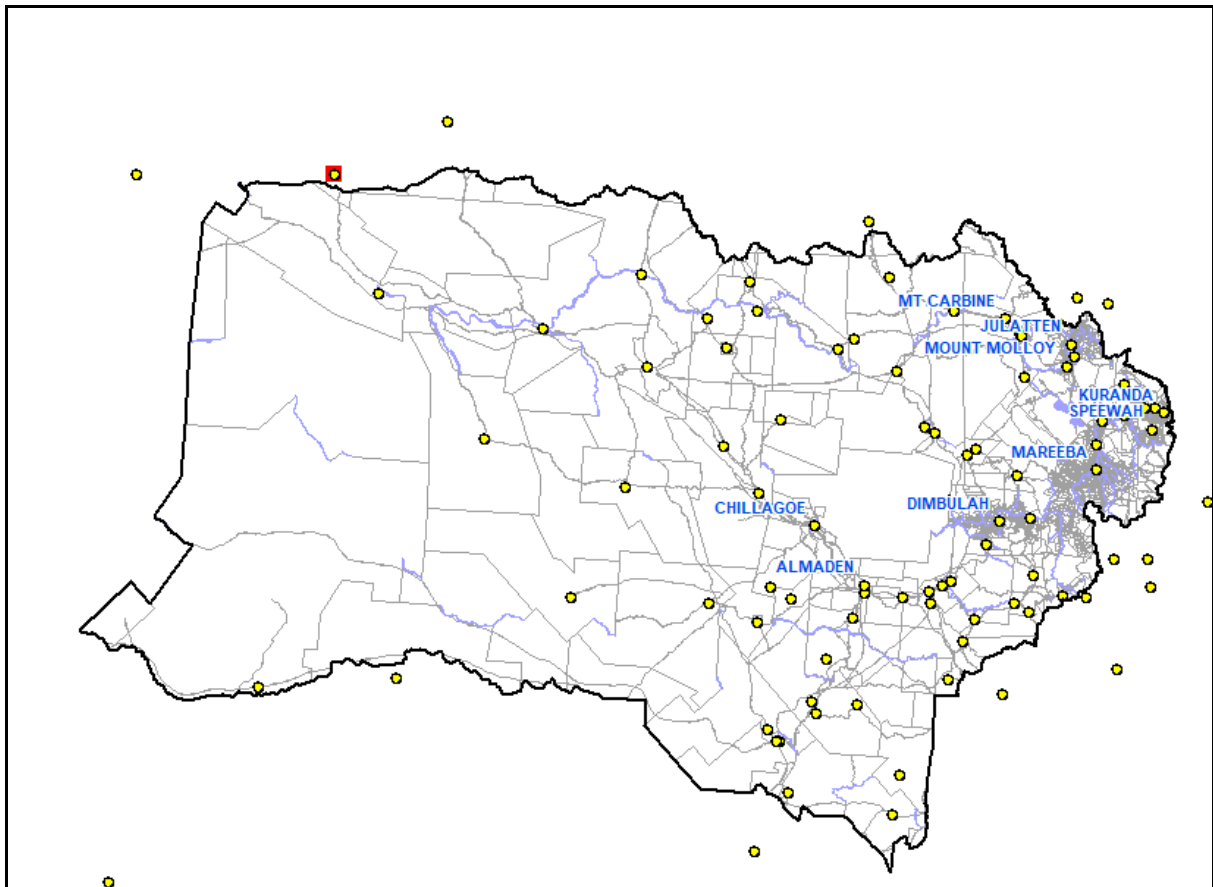 MT CARBINE
JULATTEN
MOUNT MOLLOY
KURANDA
SPEEWAH
MAREEBA
CHILLAGOE
DIMBULAH
ALMADEN